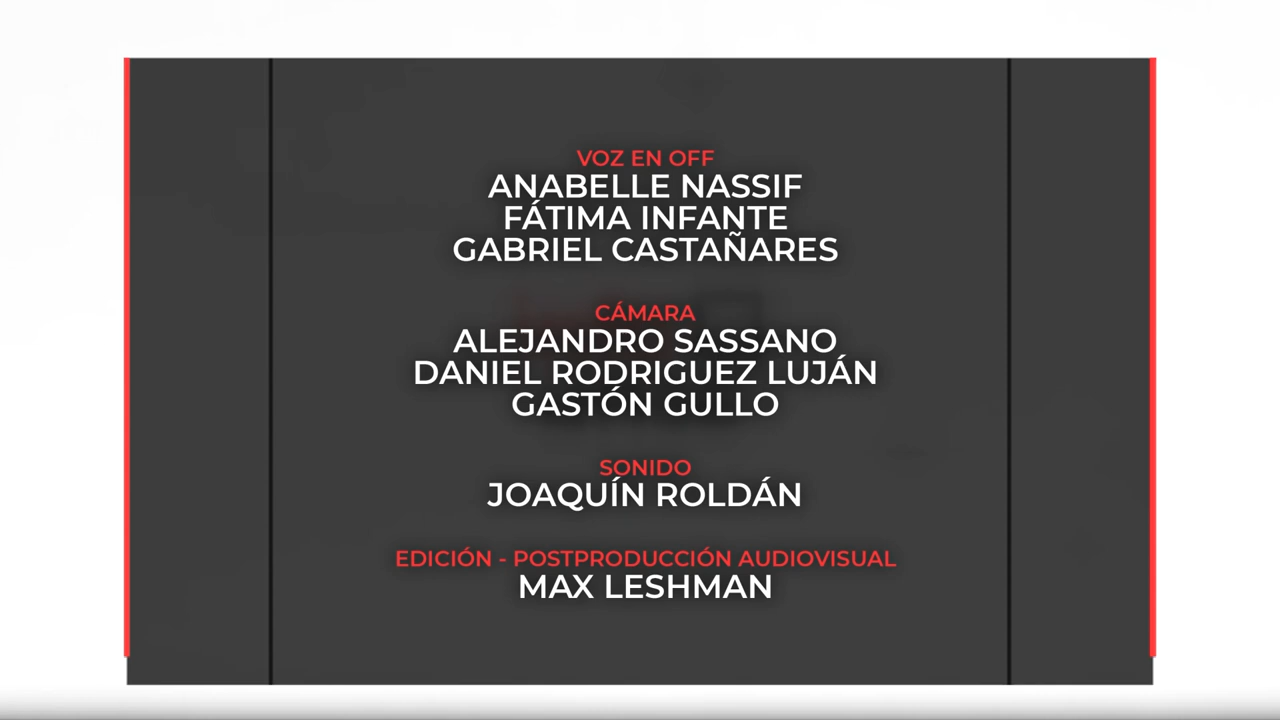 VOZ EN OFF
ANABELLE NASSIF
FÁTIMA INFANTE
GABRIEL CASTAÑARES
CÁMARA
ALEJANDRO SASSANO
DANIEL RODRIGUEZ LUJÁN
GASTÓN GULLO
SONIDO
JOAQUÍN ROLDÁN
EDICIÓN - POSTPRODUCCIÓN AUDIOVISUAL
MAX LESHMAN